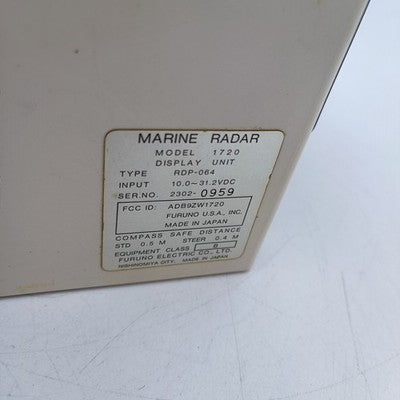 MARINE RADAR
MODEL 1720
DISPLAY UNIT
TYPE RDP-064
INPUT 10.0~31.2VDC
SER.NO. 2302-0959
FCC ID: ADB9ZW1720
FURUNO U.S.A., INC.
MADE IN JAPAN
COMPASS SAFE DISTANCE
STD 0.5 M STEER 0.4 M
EQUIPMENT CLASS B
FURUNO ELECTRIC CO., LTD.
NISHINOMIYA CITY, MADE IN JAPAN